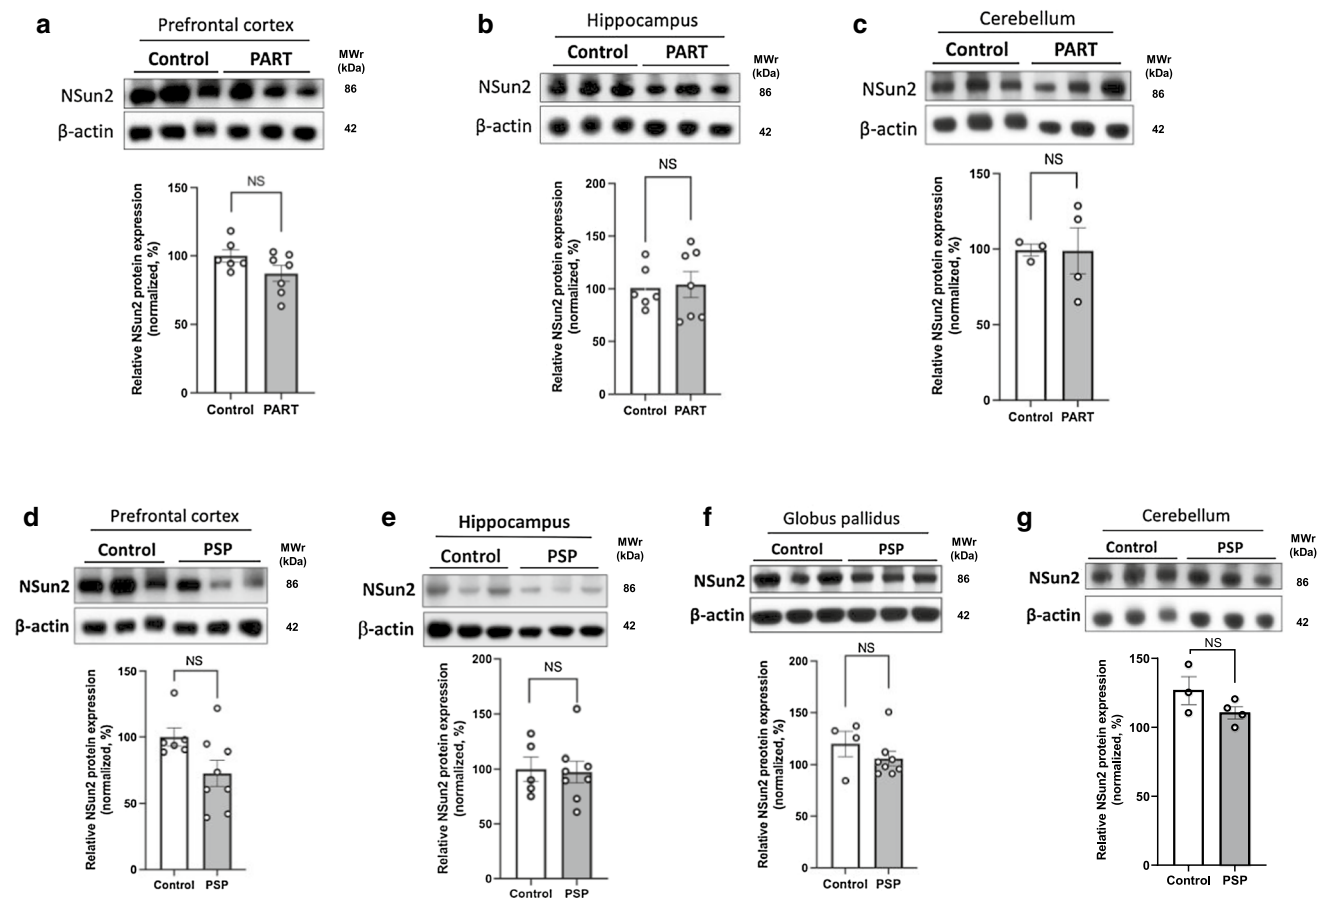 a
Prefrontal cortex
Control PART
MWr
(kDa)
NSun2
86
β-actin
42
NS
Relative NSun2 protein expression
(normalized, %)
150
100
50
0
Control PART
b
Hippocampus
Control PART
MWr
(kDa)
NSun2
86
β-actin
42
NS
Relative NSun2 protein expression
(normalized, %)
200
150
100
50
0
Control PART
c
Cerebellum
Control PART
MWr
(kDa)
NSun2
86
β-actin
42
NS
Relative NSun2 protein expression
(normalized, %)
150
100
50
0
Control PART
d
Prefrontal cortex
Control PSP
MWr
(kDa)
NSun2
86
β-actin
42
NS
Relative NSun2 protein expression
(normalized, %)
150
100
50
0
Control PSP
e
Hippocampus
Control PSP
MWr
(kDa)
NSun2
86
β-actin
42
NS
Relative NSun2 protein expression
(normalized, %)
200
150
100
50
0
Control PSP
f
Globus pallidus
Control PSP
MWr
(kDa)
NSun2
86
β-actin
42
NS
Relative NSun2 protein expression
(normalized, %)
200
150
100
50
0
Control PSP
g
Cerebellum
Control PSP
MWr
(kDa)
NSun2
86
β-actin
42
NS
Relative NSun2 protein expression
(normalized, %)
150
100
50
0
Control PSP